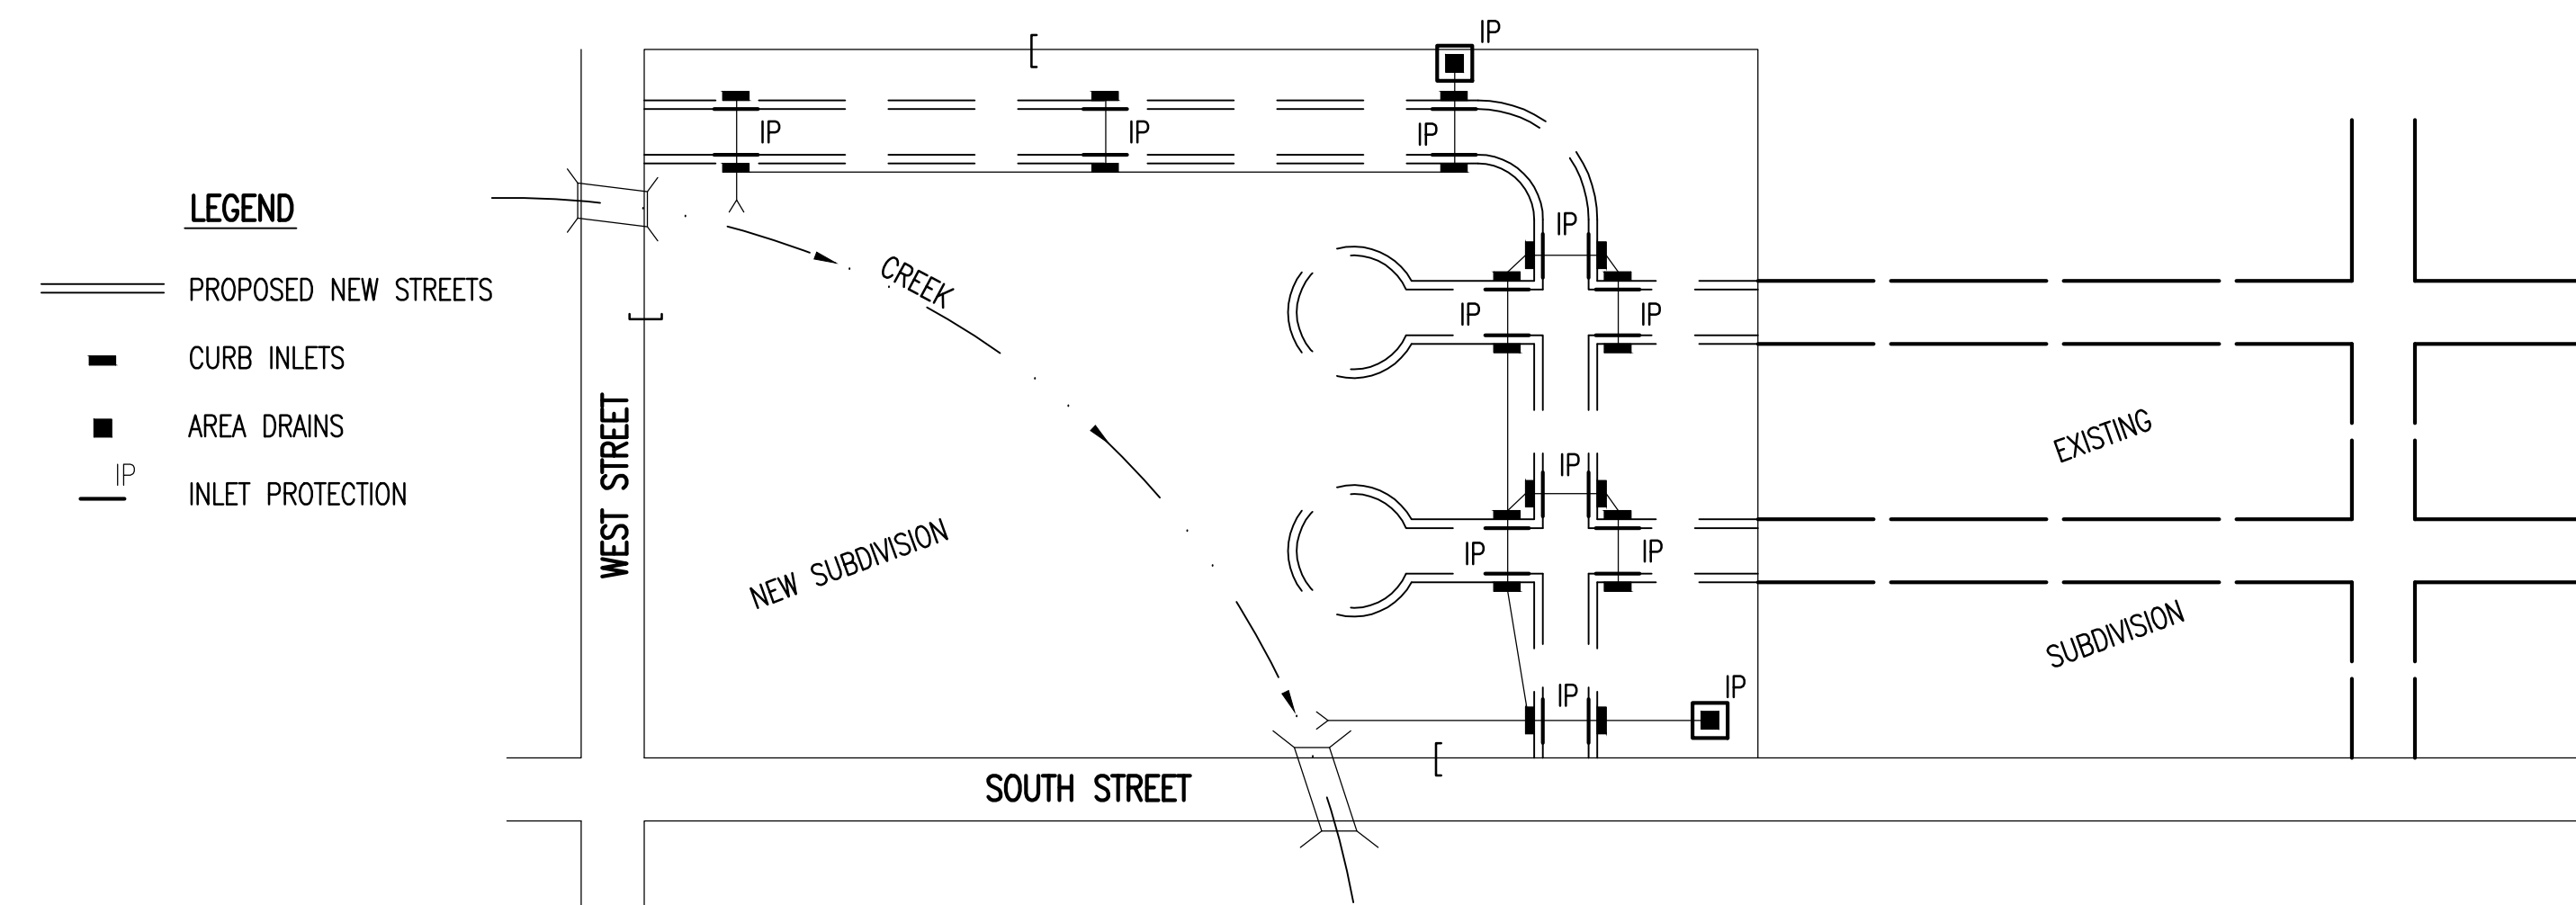 IP
IP
IP
IP
LEGEND
IP
CREEK
PROPOSED NEW STREETS
IP
IP
CURB INLETS
AREA DRAINS
EXISTING
IP
IP
INLET PROTECTION
WEST STREET
NEW SUBDIVISION
IP
IP
SUBDIVISION
IP
IP
SOUTH STREET